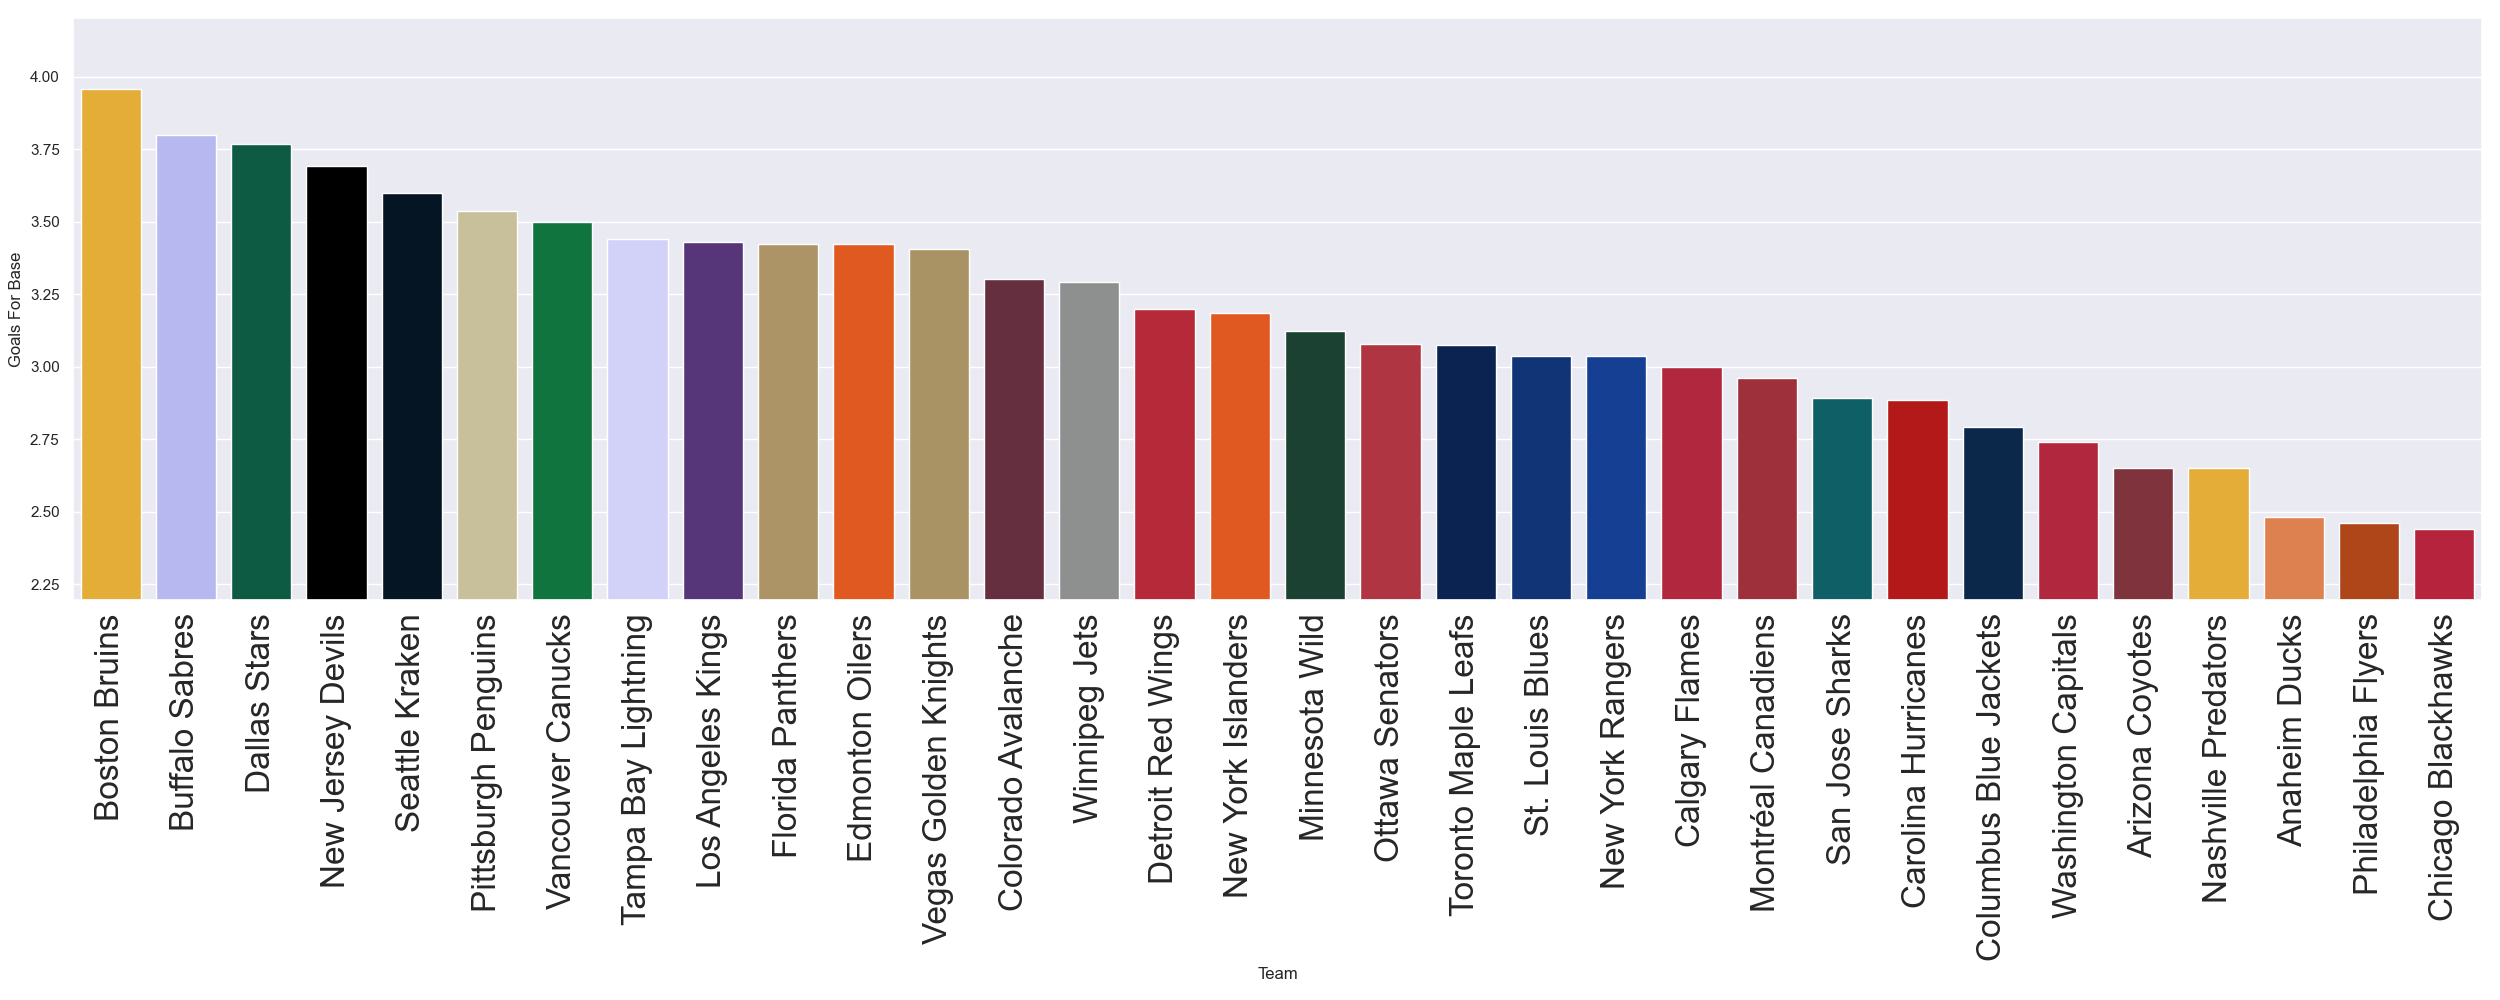 4.00
3.75
3.50
3.25
3.00
2.75
2.50
2.25
Goals For Base
Boston Bruins
Buffalo Sabres
Dallas Stars
New Jersey Devils
Seattle Kraken
Pittsburgh Penguins
Vancouver Canucks
Tampa Bay Lightning
Los Angeles Kings
Florida Panthers
Edmonton Oilers
Vegas Golden Knights
Colorado Avalanche
Winnipeg Jets
Detroit Red Wings
New York Islanders
Minnesota Wild
Ottawa Senators
Toronto Maple Leafs
St. Louis Blues
New York Rangers
Calgary Flames
Montréal Canadiens
San Jose Sharks
Carolina Hurricanes
Columbus Blue Jackets
Washington Capitals
Arizona Coyotes
Nashville Predators
Anaheim Ducks
Philadelphia Flyers
Chicago Blackhawks
Team